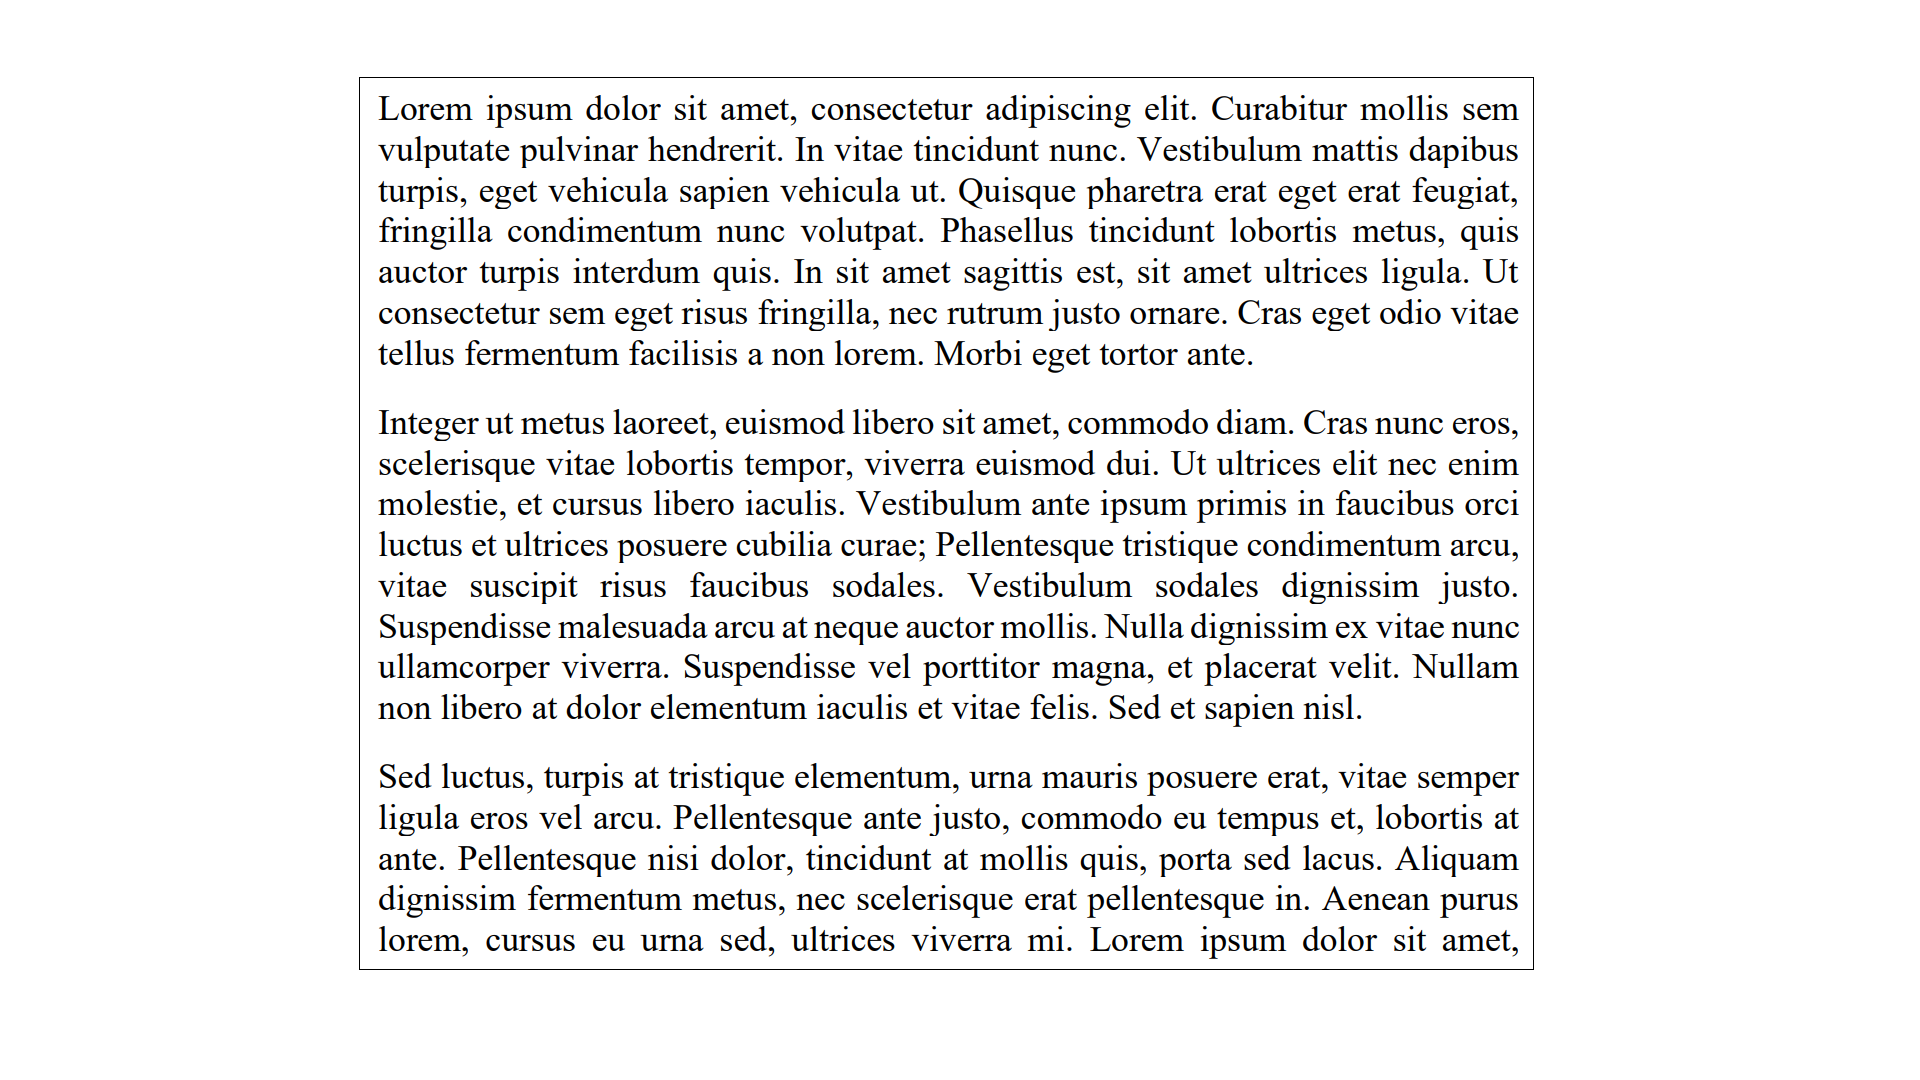 Lorem ipsum dolor sit amet, consectetur adipiscing elit. Curabitur mollis sem
vulputate pulvinar hendrerit. In vitae tincidunt nunc. Vestibulum mattis dapibus
turpis, eget vehicula sapien vehicula ut. Quisque pharetra erat eget erat feugiat,
fringilla condimentum nunc volutpat. Phasellus tincidunt lobortis metus, quis
auctor turpis interdum quis. In sit amet sagittis est, sit amet ultrices ligula. Ut
consectetur sem eget risus fringilla, nec rutrum justo ornare. Cras eget odio vitae
tellus fermentum facilisis a non lorem. Morbi eget tortor ante.
Integer ut metus laoreet, euismod libero sit amet, commodo diam. Cras nunc eros,
scelerisque vitae lobortis tempor, viverra euismod dui. Ut ultrices elit nec enim
molestie, et cursus libero iaculis. Vestibulum ante ipsum primis in faucibus orci
luctus et ultrices posuere cubilia curae; Pellentesque tristique condimentum arcu,
vitae suscipit risus faucibus sodales. Vestibulum sodales dignissim justo.
Suspendisse malesuada arcu at neque auctor mollis. Nulla dignissim ex vitae nunc
ullamcorper viverra. Suspendisse vel porttitor magna, et placerat velit. Nullam
non libero at dolor elementum iaculis et vitae felis. Sed et sapien nisl.
Sed luctus, turpis at tristique elementum, urna mauris posuere erat, vitae semper
ligula eros vel arcu. Pellentesque ante justo, commodo eu tempus et, lobortis at
ante. Pellentesque nisi dolor, tincidunt at mollis quis, porta sed lacus. Aliquam
dignissim fermentum metus, nec scelerisque erat pellentesque in. Aenean purus
lorem, cursus eu urna sed, ultrices viverra mi. Lorem ipsum dolor sit amet,